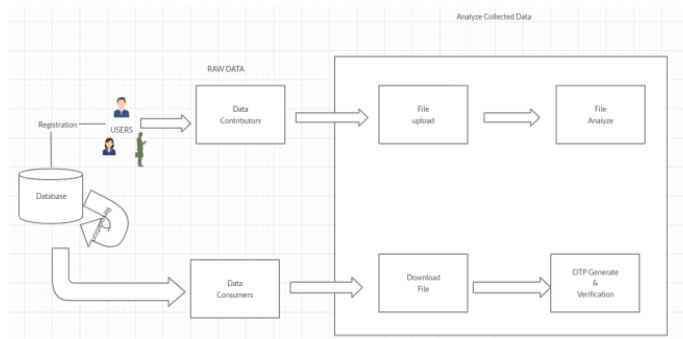 Analyze Collected Data
RAW DATA
Data
Contributors
File
upload
File
Analyze
Registration
USERS
Database
Data
Consumers
Download
File
OTP Generate
&
Verification